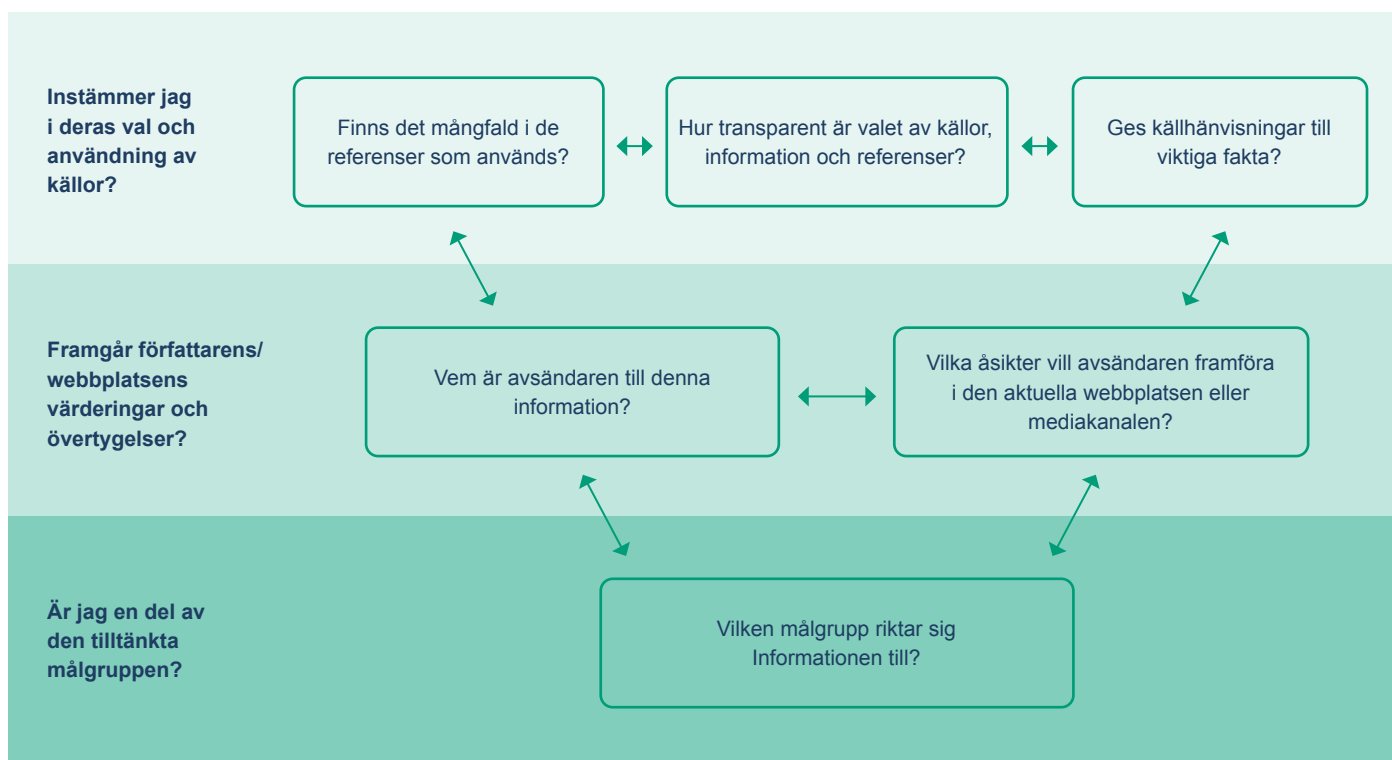 Instämmer jag
i deras val och
användning av
källor?
Finns det mångfald i de
referenser som används?
Hur transparent är valet av källor,
information och referenser?
Ges källhänvisningar till
viktiga fakta?
Framgår författarens/
webbplatsens
värderingar och
övertygelser?
Vem är avsändaren till denna
information?
Vilka åsikter vill avsändaren framföra
i den aktuella webbplatsen eller
mediakanalen?
Är jag en del av
den tilltänkta
målgruppen?
Vilken målgrupp riktar sig
Informationen till?